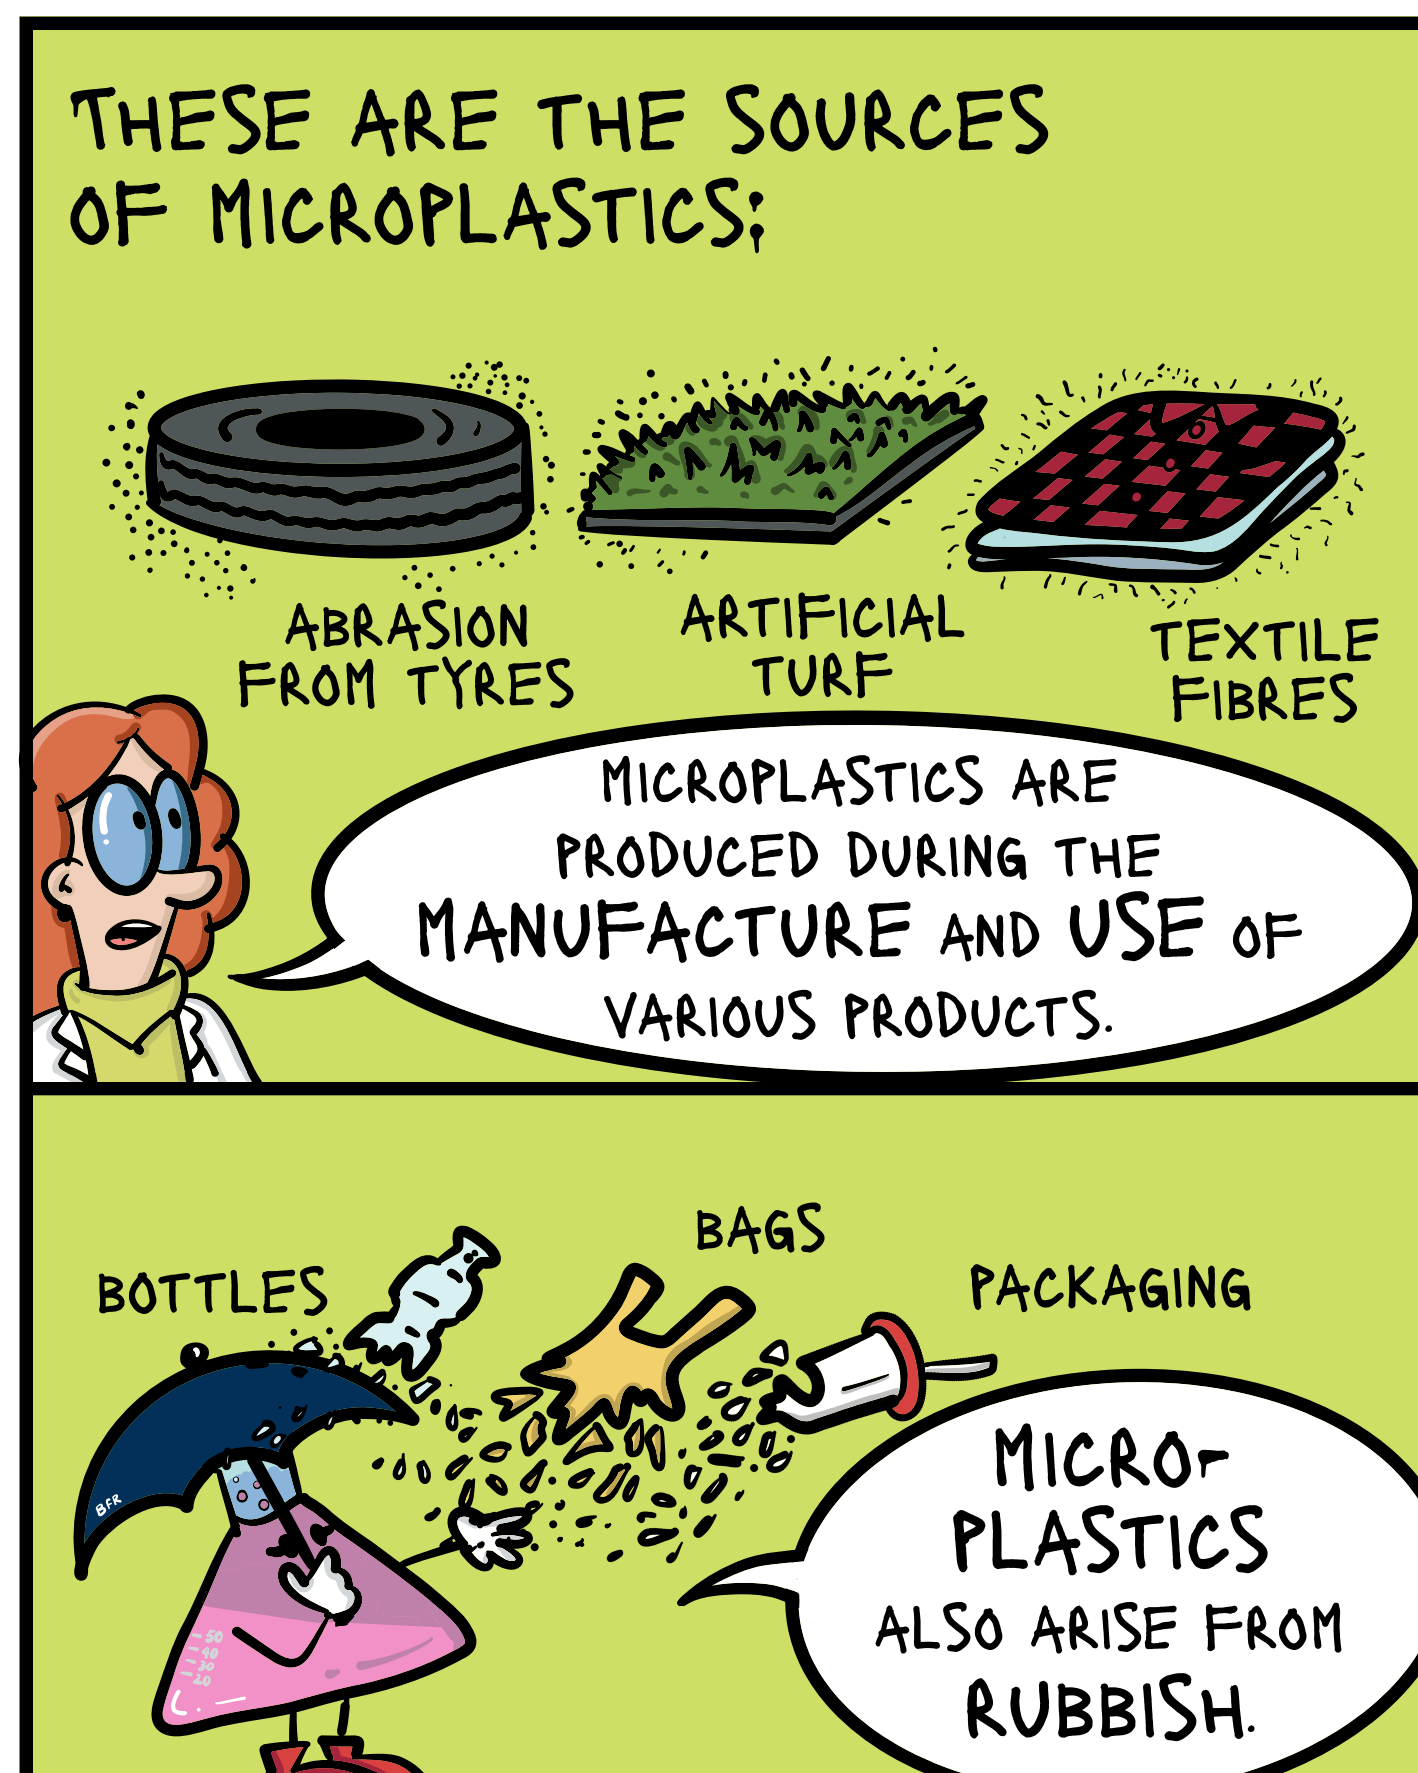 THESE ARE THE SOURCES
OF MICROPLASTICS:
ABRASION
FROM TYRES
ARTIFICIAL
TURF
TEXTILE
FIBRES
MICROPLASTICS ARE
PRODUCED DURING THE
MANUFACTURE AND USE OF
VARIOUS PRODUCTS.
BOTTLES
BAGS
PACKAGING
BFR
MICRO-
PLASTICS
ALSO ARISE FROM
RUBBISH.
50
40
30
20